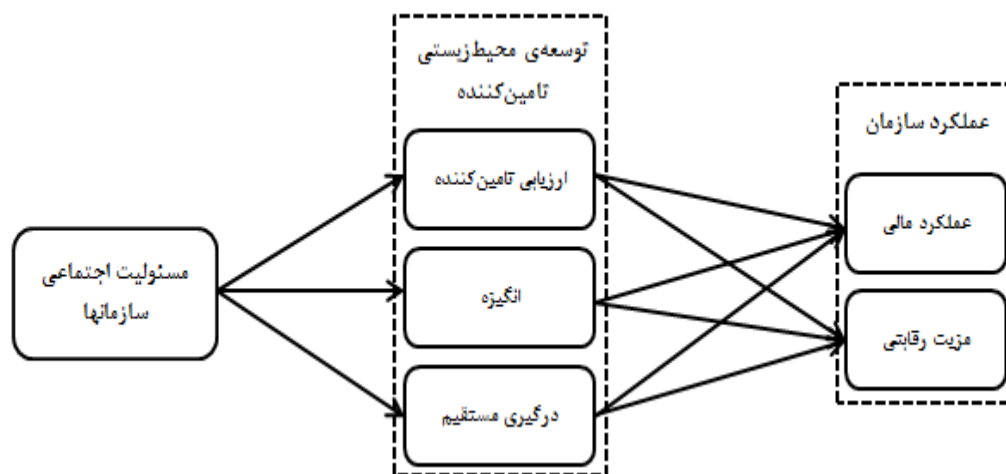 توسعه‌ی محیط‌زیستی
تامین‌کننده
عملکرد سازمان
ارزیابی تامین‌کننده
عملکرد مالی
مسئولیت اجتماعی
سازمانها
انگیزه
مزیت رقابتی
درگیری مستقیم